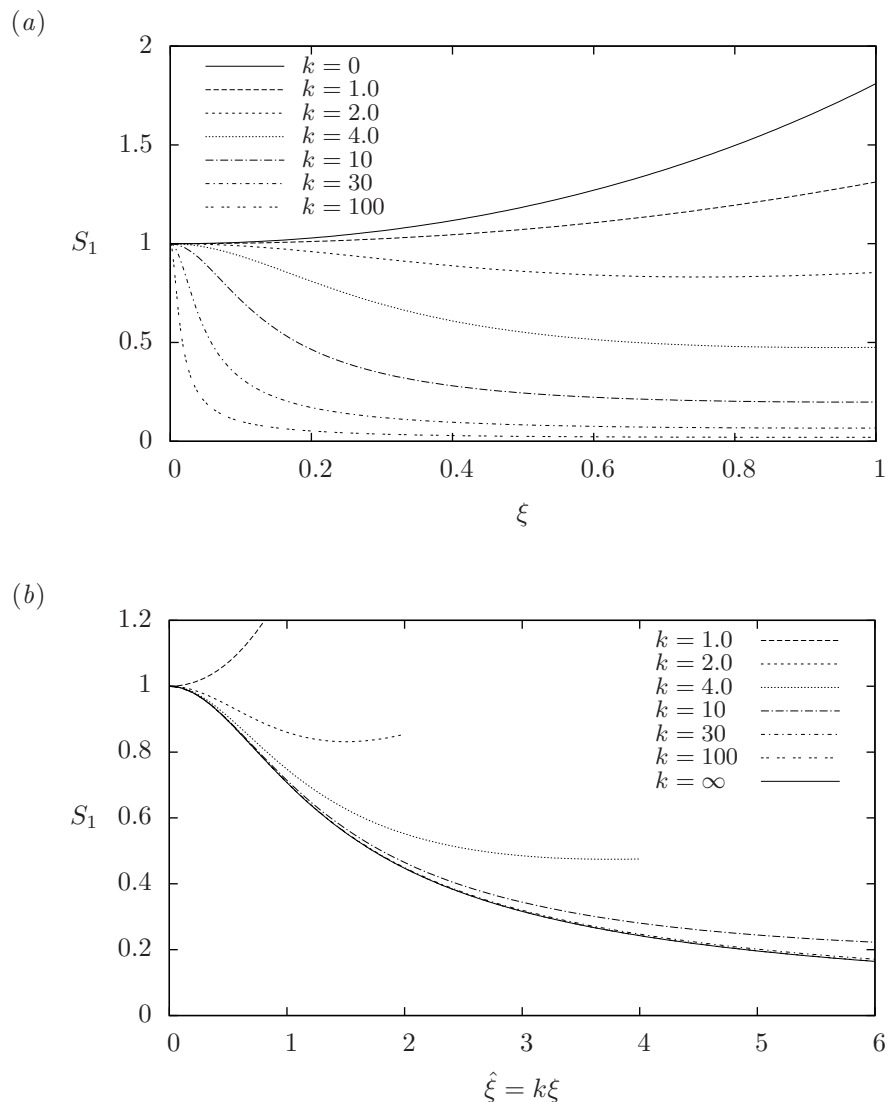 (a)
2
k = 0
k = 1.0
k = 2.0
k = 4.0
k = 10
k = 30
k = 100
1.5
S₁
1
0.5
0
0 0.2 0.4 0.6 0.8 1
ξ
(b)
1.2
k = 1.0
k = 2.0
k = 4.0
k = 10
k = 30
k = 100
k = ∞
1
0.8
S₁
0.6
0.4
0.2
0
0 1 2 3 4 5 6
ξ̂ = kξ